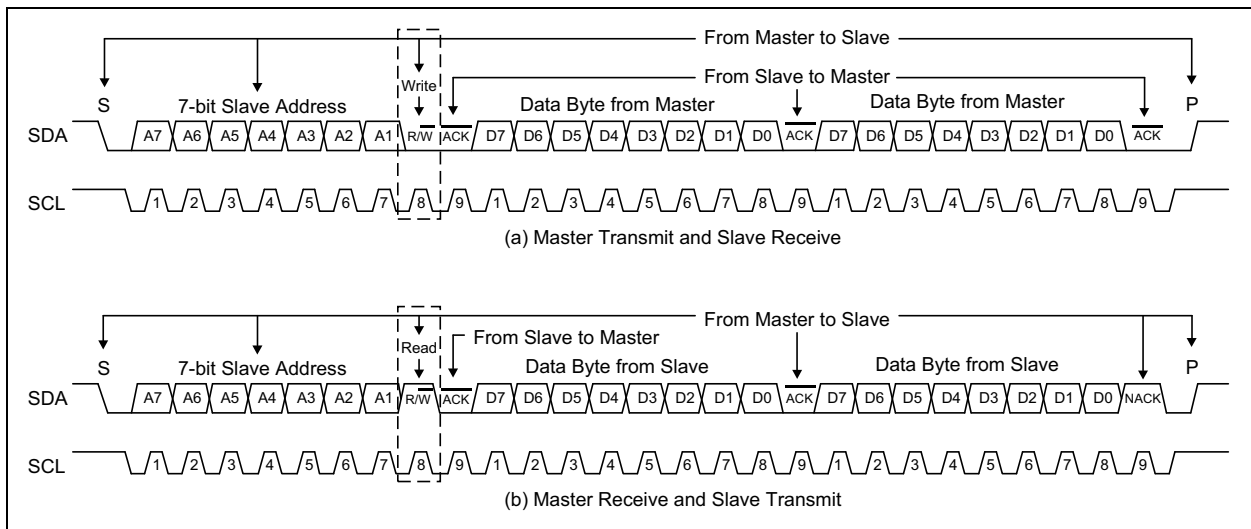 From Master to Slave
From Slave to Master
Write
S 7-bit Slave Address Data Byte from Master Data Byte from Master P
SDA A7 A6 A5 A4 A3 A2 A1 R/W̅ A̅C̅K̅ D7 D6 D5 D4 D3 D2 D1 D0 A̅C̅K̅ D7 D6 D5 D4 D3 D2 D1 D0 A̅C̅K̅
SCL 1 2 3 4 5 6 7 8 9 1 2 3 4 5 6 7 8 9 1 2 3 4 5 6 7 8 9
(a) Master Transmit and Slave Receive
From Master to Slave
From Slave to Master
Read
S 7-bit Slave Address Data Byte from Slave Data Byte from Slave P
SDA A7 A6 A5 A4 A3 A2 A1 R/W̅ A̅C̅K̅ D7 D6 D5 D4 D3 D2 D1 D0 A̅C̅K̅ D7 D6 D5 D4 D3 D2 D1 D0 NACK
SCL 1 2 3 4 5 6 7 8 9 1 2 3 4 5 6 7 8 9 1 2 3 4 5 6 7 8 9
(b) Master Receive and Slave Transmit